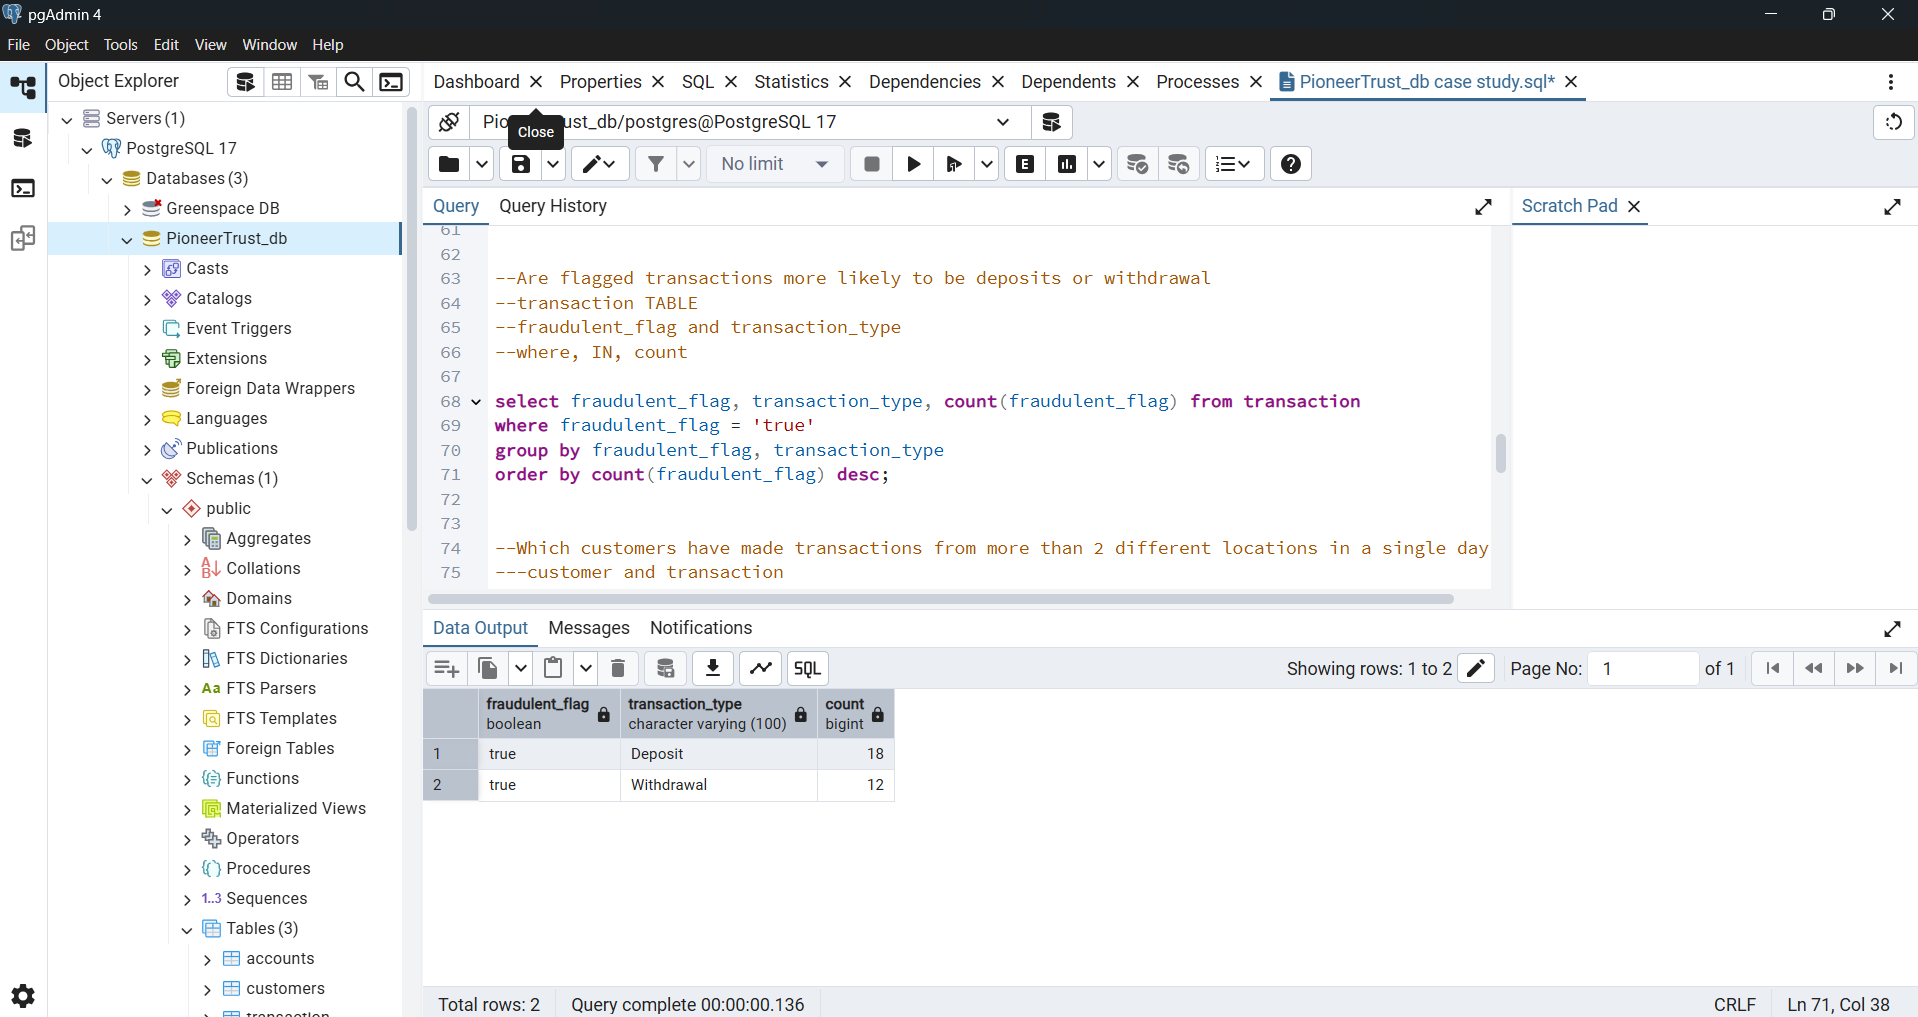 pgAdmin 4
File Object Tools Edit View Window Help
Object Explorer
Dashboard Properties SQL Statistics Dependencies Dependents Processes PioneerTrust_db case study.sql*
Servers (1)
PostgreSQL 17
Databases (3)
Greenspace DB
PioneerTrust_db
Casts
Catalogs
Event Triggers
Extensions
Foreign Data Wrappers
Languages
Publications
Schemas (1)
public
Aggregates
Collations
Domains
FTS Configurations
FTS Dictionaries
Aa FTS Parsers
FTS Templates
Foreign Tables
Functions
Materialized Views
Operators
Procedures
1..3 Sequences
Tables (3)
accounts
customers
transaction
Pio ust_db/postgres@PostgreSQL 17
Close
No limit
E
Query Query History
Scratch Pad
61
62
63 --Are flagged transactions more likely to be deposits or withdrawal
64 --transaction TABLE
65 --fraudulent_flag and transaction_type
66 --where, IN, count
67
68 select fraudulent_flag, transaction_type, count(fraudulent_flag) from transaction
69 where fraudulent_flag = 'true'
70 group by fraudulent_flag, transaction_type
71 order by count(fraudulent_flag) desc;
72
73
74 --Which customers have made transactions from more than 2 different locations in a single day
75 ---customer and transaction
Data Output Messages Notifications
SQL
Showing rows: 1 to 2 Page No: 1 of 1
fraudulent_flag transaction_type count
boolean character varying (100) bigint
1 true Deposit 18
2 true Withdrawal 12
Total rows: 2 Query complete 00:00:00.136 CRLF Ln 71, Col 38